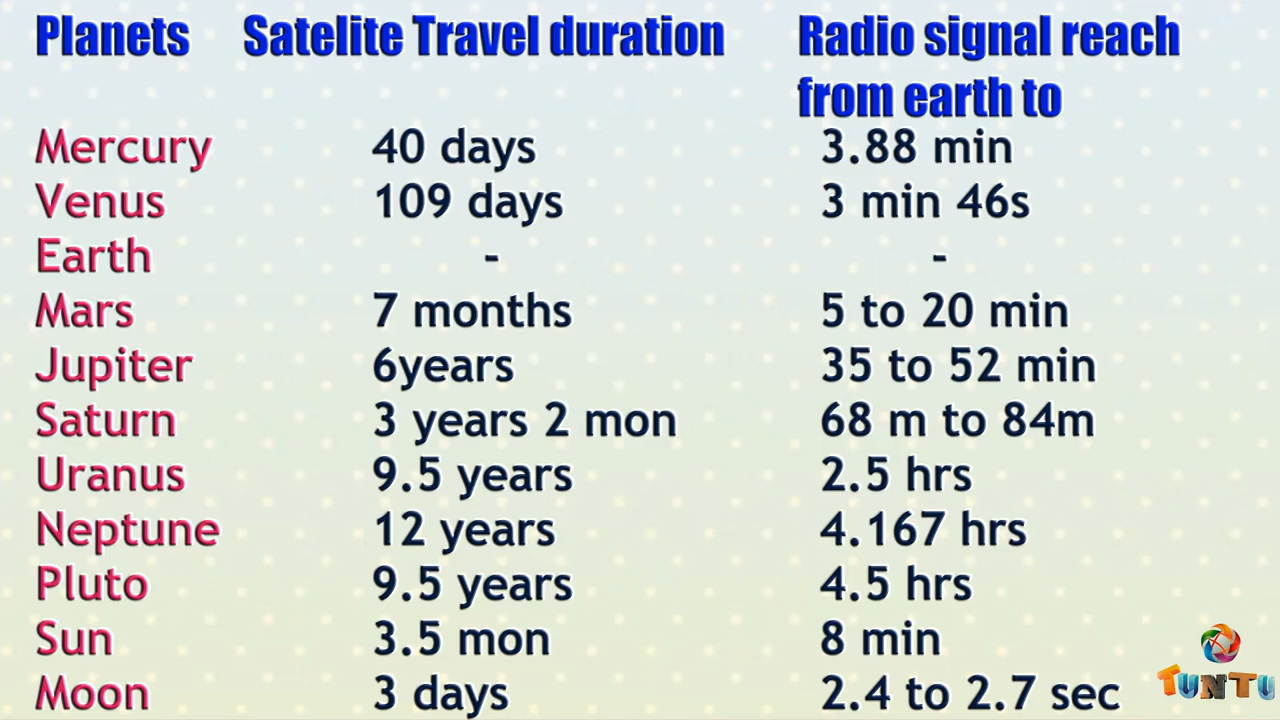 Planets Satelite Travel duration Radio signal reach
from earth to
Mercury 40 days 3.88 min
Venus 109 days 3 min 46s
Earth - -
Mars 7 months 5 to 20 min
Jupiter 6years 35 to 52 min
Saturn 3 years 2 mon 68 m to 84m
Uranus 9.5 years 2.5 hrs
Neptune 12 years 4.167 hrs
Pluto 9.5 years 4.5 hrs
Sun 3.5 mon 8 min
Moon 3 days 2.4 to 2.7 sec
TUNTU